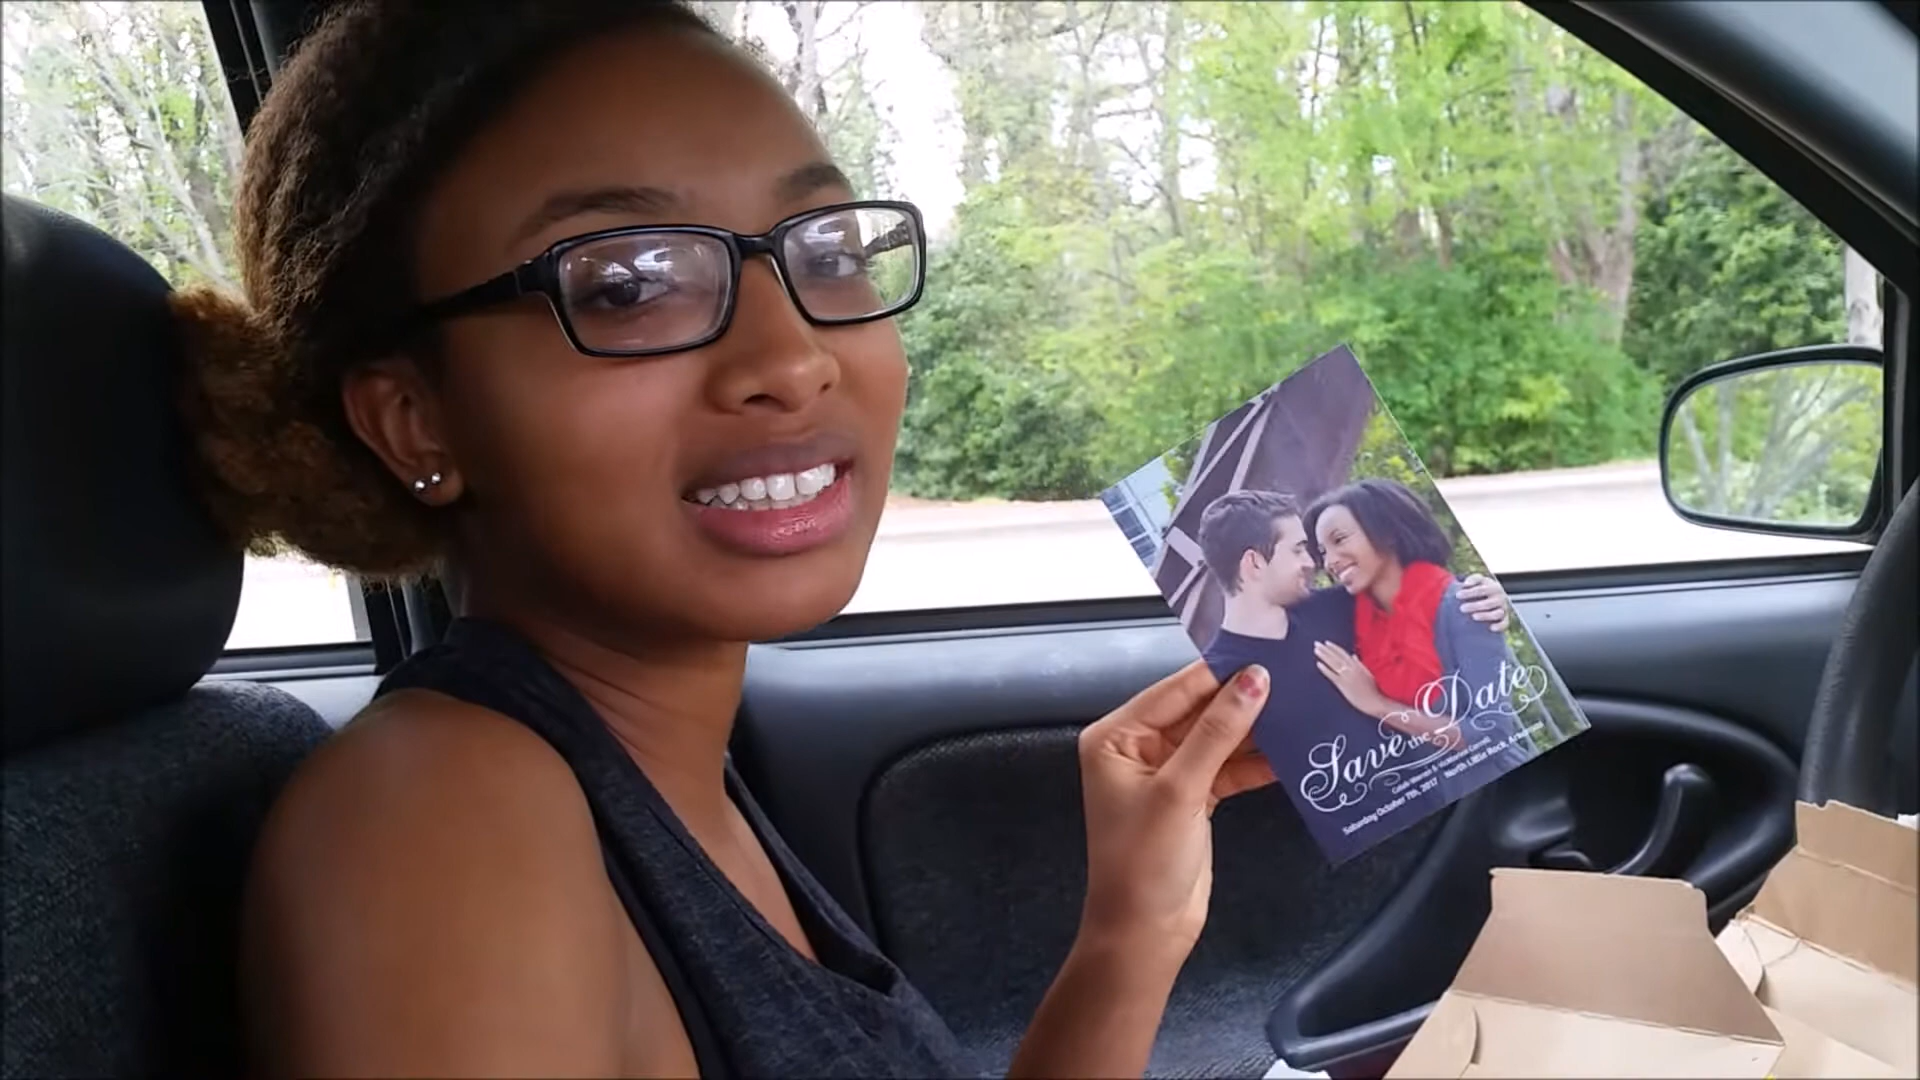 Save the Date
Saturday October 7th, 2017 North Little Rock, Arkansas